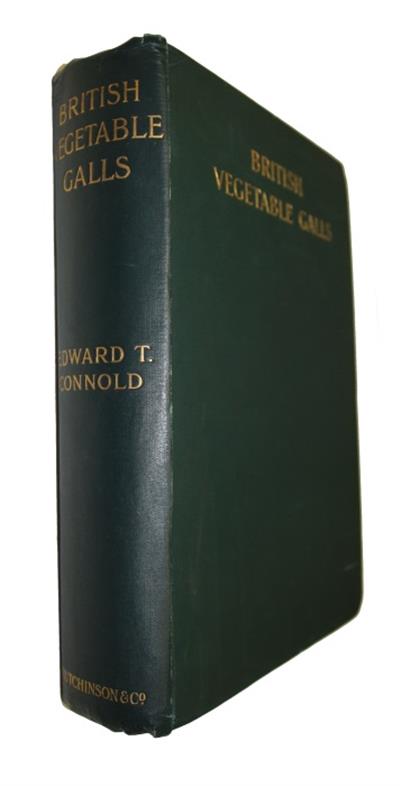 BRITISH
VEGETABLE
GALLS
EDWARD T.
CONNOLD
HUTCHINSON & Co
BRITISH
VEGETABLE GALLS